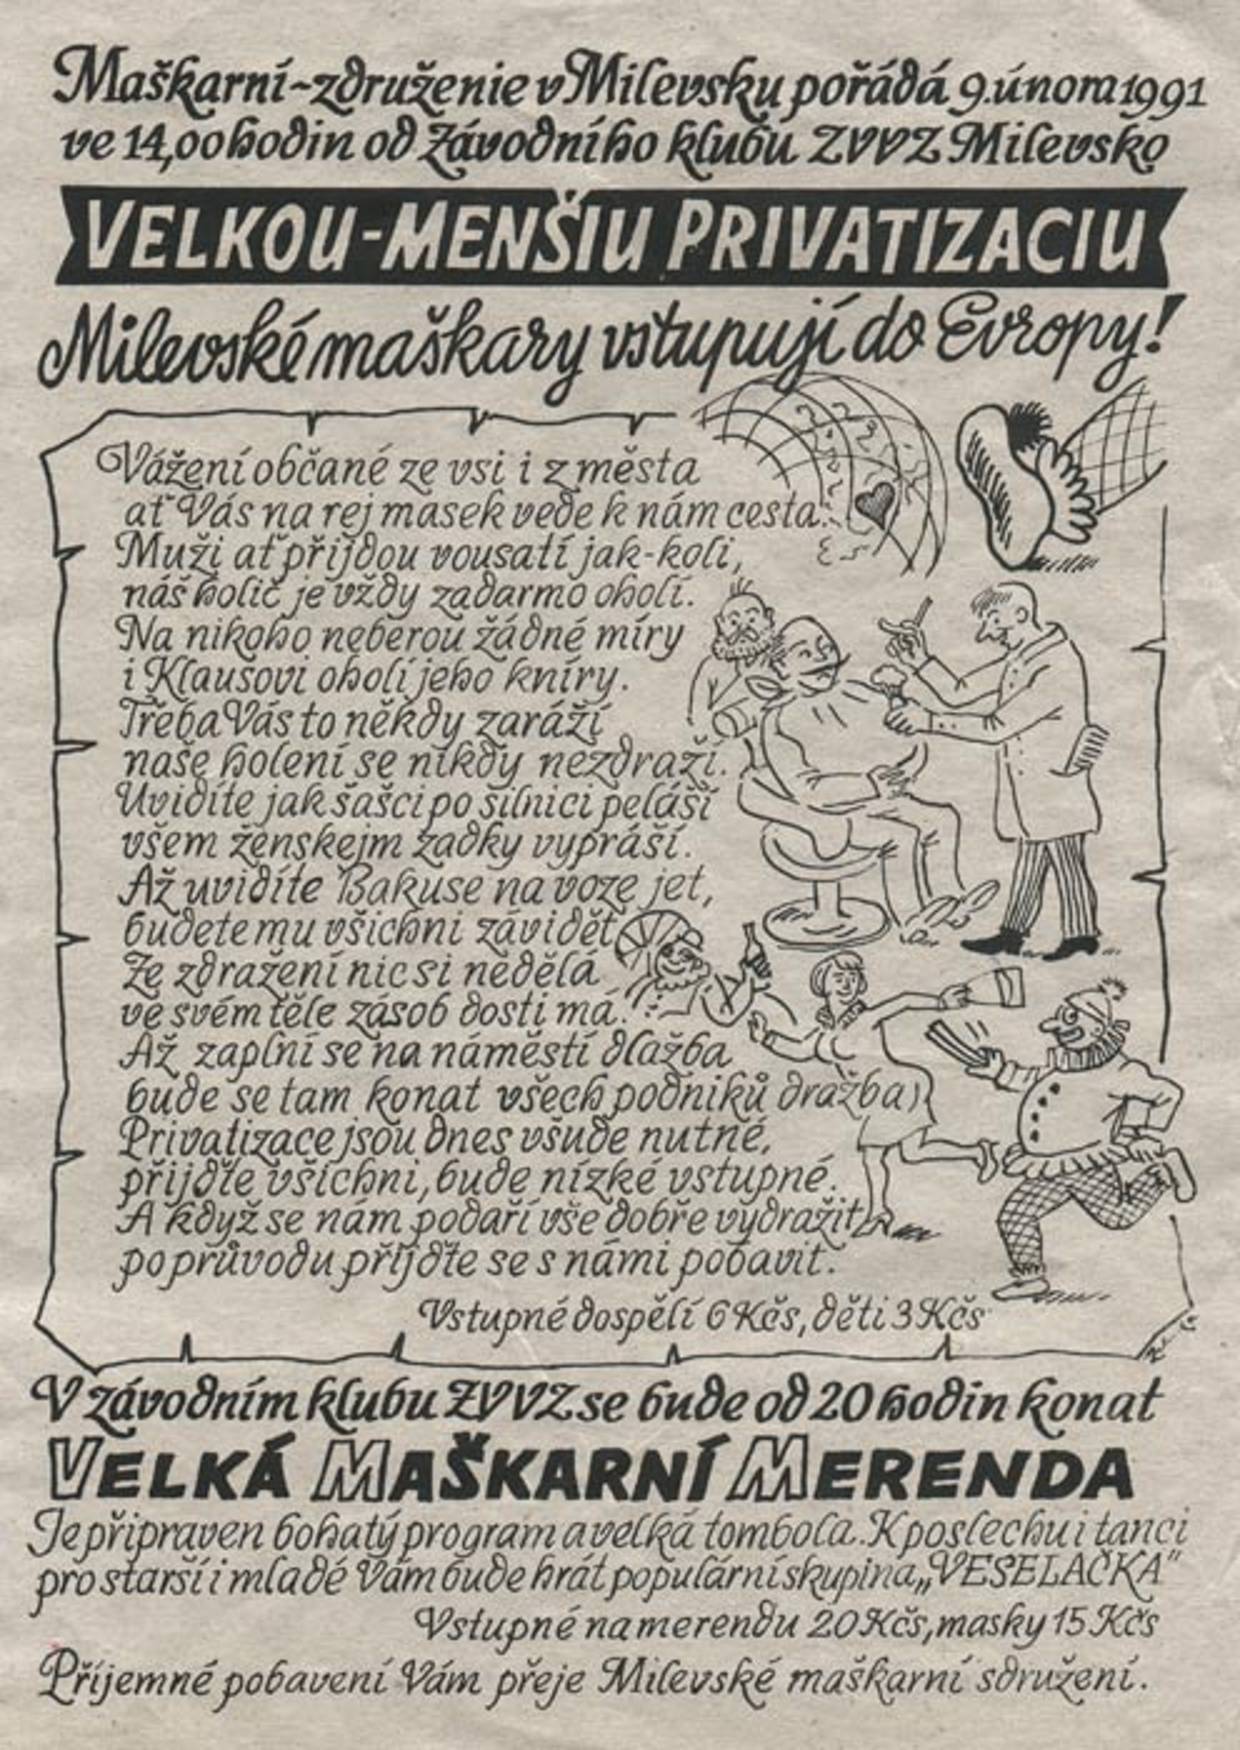 Maškarní-združenie v Milevsku pořádá 9. února 1991
ve 14,00 hodin od Závodního klubu ZVVZ Milevsko
VELKOU-MENŠIU PRIVATIZACIU
Milevské maškary vstupují do Evropy!
Vážení občané ze vsi i z města
ať Vás na rej masek vede k nám cesta.
Muži ať přijdou vousatí jak-koli,
náš holič je vždy zadarmo oholí.
Na nikoho neberou žádné míry
i Klausovi oholí jeho kníry.
Třeba Vás to někdy zaráží
naše holení se nikdy nezdraží.
Uvidíte jak šašci po silnici peláší
všem ženskejm zadky vypráší.
Až uvidíte Bakuse na voze jet,
budete mu všichni závidět.
Ze zdražení nic si nedělá
ve svém těle zásob dosti má.
Až zaplní se na náměstí dlažba
bude se tam konat všech podniků dražba,
Privatizace jsou dnes všude nutné,
přijďte všichni, bude nízké vstupné.
A když se nám podaří vše dobře vydražit,
po průvodu přijďte se s námi pobavit.
Vstupné dospělí 6 Kčs, děti 3 Kčs
V závodním klubu ZVVZ se bude od 20 hodin konat
VELKÁ MAŠKARNÍ MERENDA
Je připraven bohatý program a velká tombola. K poslechu i tanci
pro starší i mladé Vám bude hrát populární skupina „VESELAČKA"
Vstupné na merendu 20 Kčs, masky 15 Kčs
Příjemné pobavení Vám přeje Milevské maškarní sdružení.